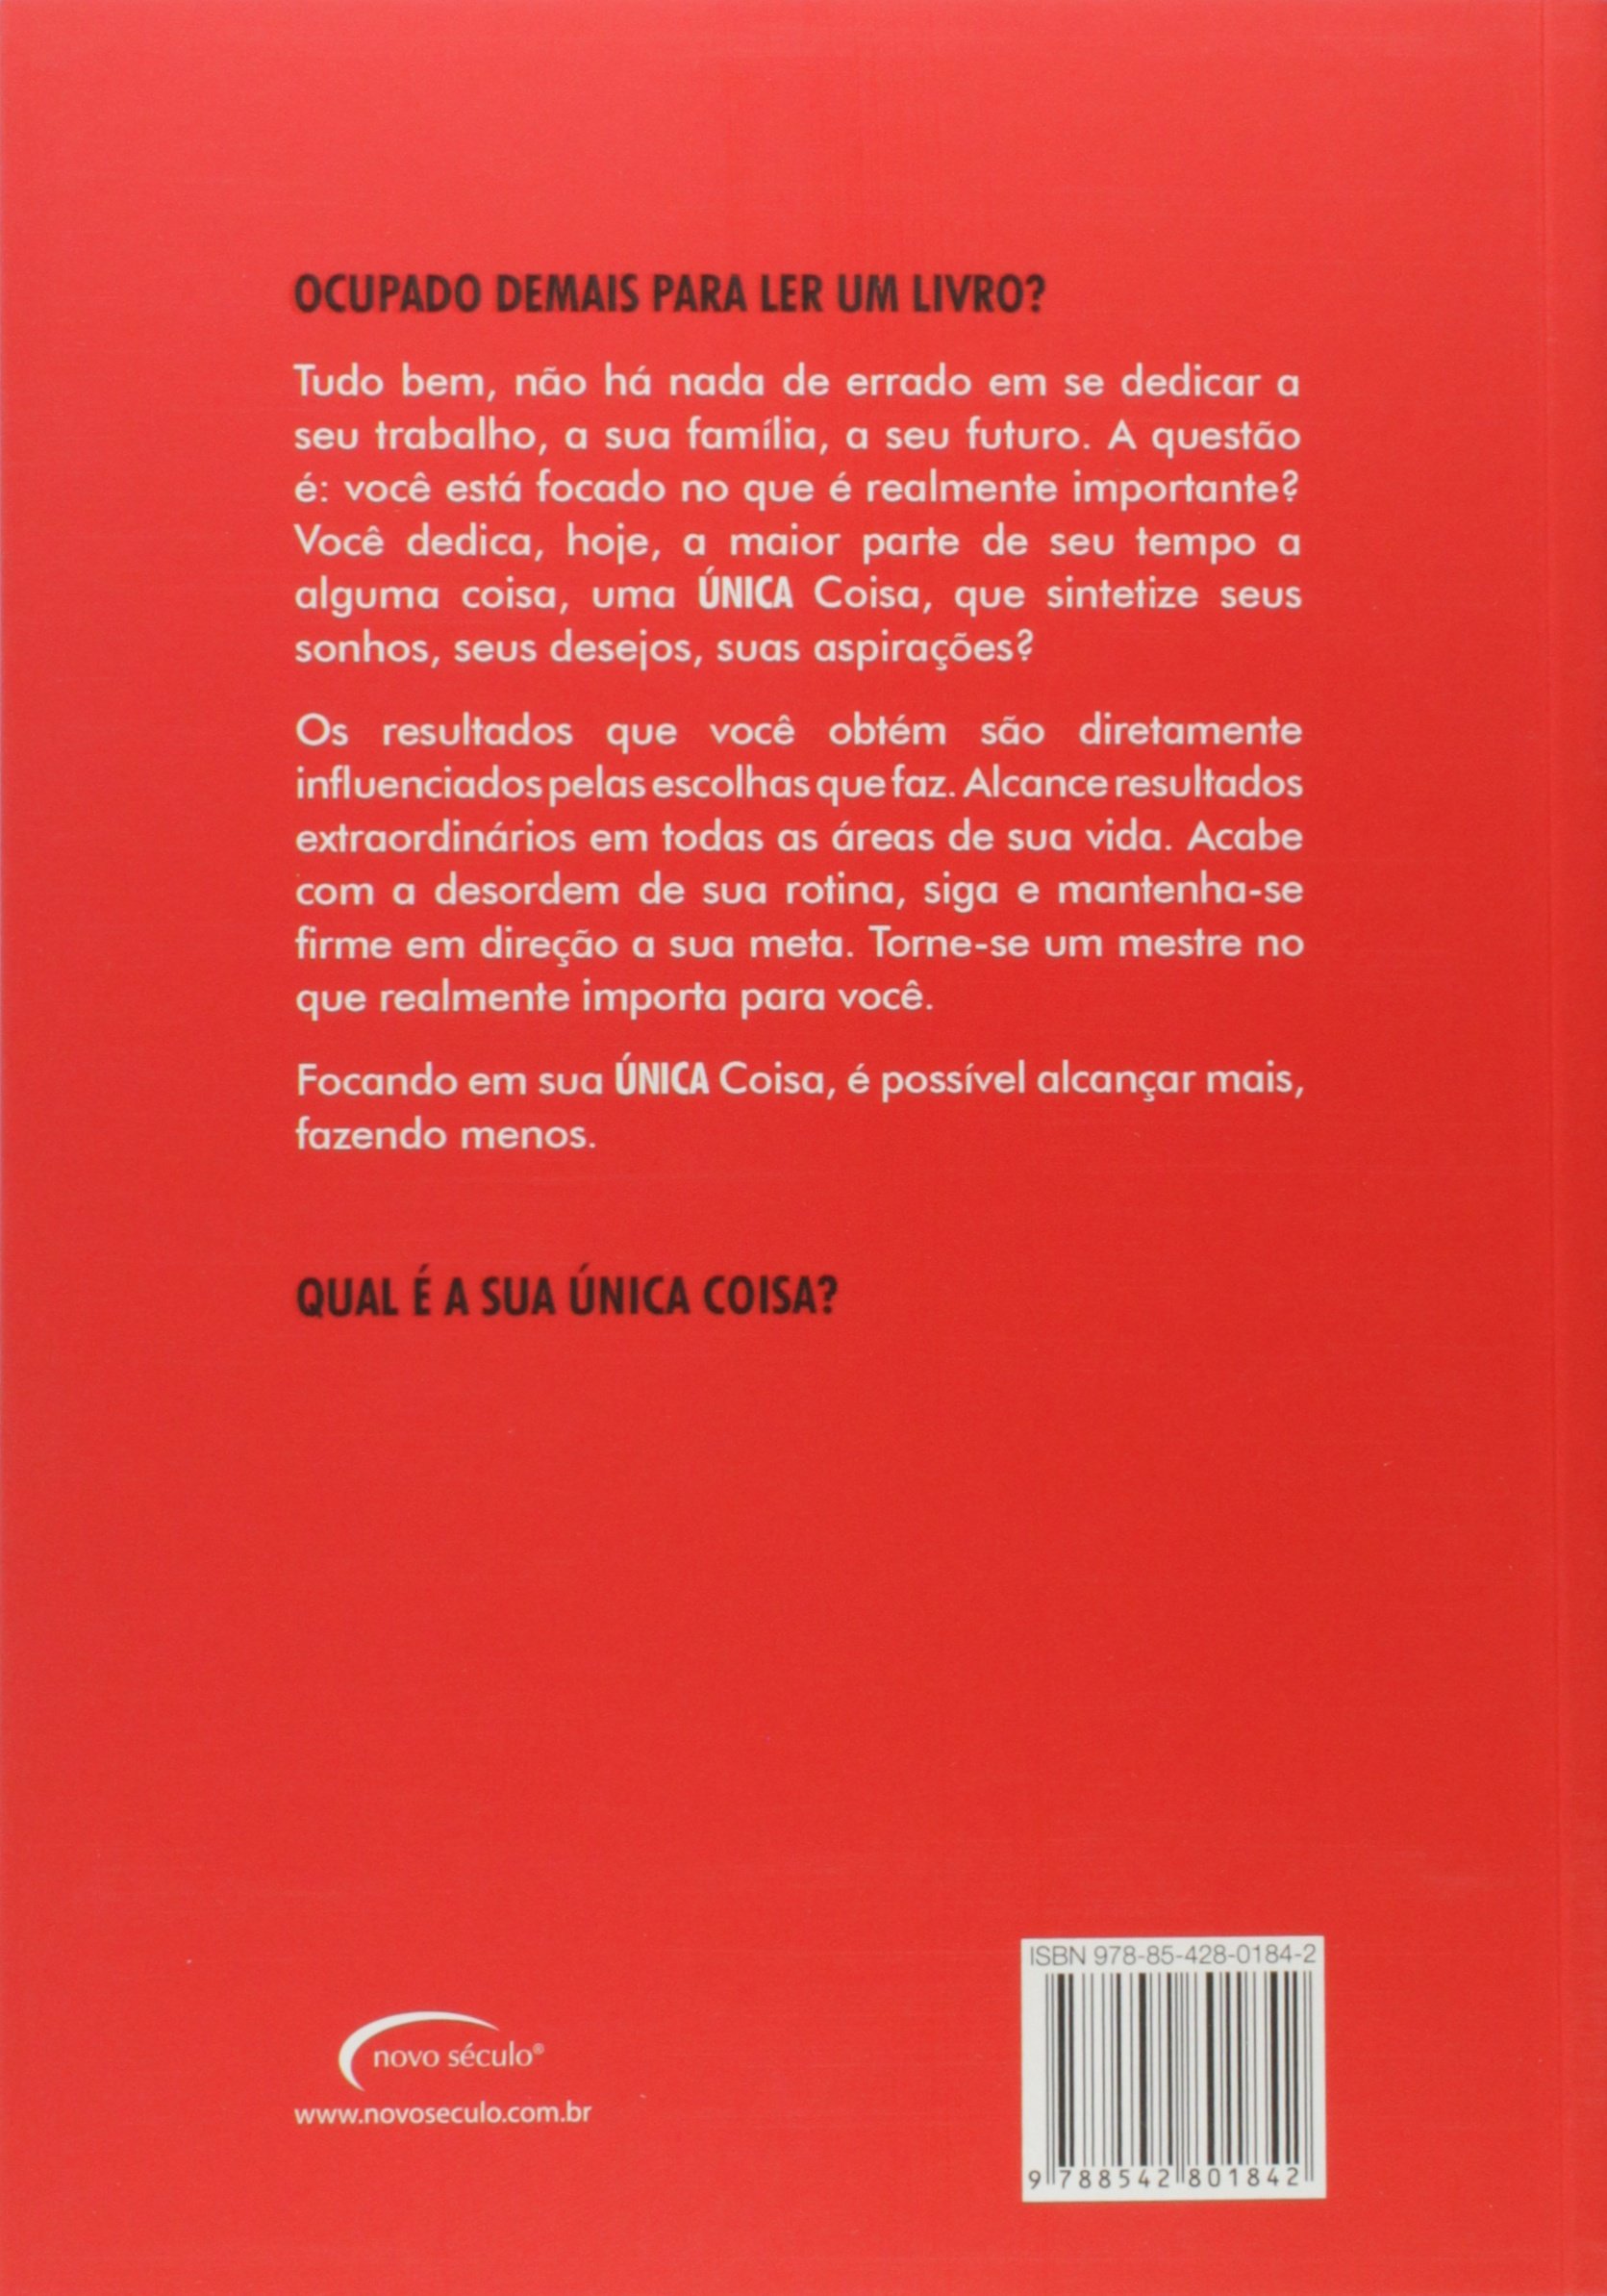 OCUPADO DEMAIS PARA LER UM LIVRO?
Tudo bem, não há nada de errado em se dedicar a
seu trabalho, a sua família, a seu futuro. A questão
é: você está focado no que é realmente importante?
Você dedica, hoje, a maior parte de seu tempo a
alguma coisa, uma ÚNICA Coisa, que sintetize seus
sonhos, seus desejos, suas aspirações?
Os resultados que você obtém são diretamente
influenciados pelas escolhas que faz. Alcance resultados
extraordinários em todas as áreas de sua vida. Acabe
com a desordem de sua rotina, siga e mantenha-se
firme em direção a sua meta. Torne-se um mestre no
que realmente importa para você.
Focando em sua ÚNICA Coisa, é possível alcançar mais,
fazendo menos.
QUAL É A SUA ÚNICA COISA?
novo século®
www.novoseculo.com.br
ISBN 978-85-428-0184-2
9 788542 801842